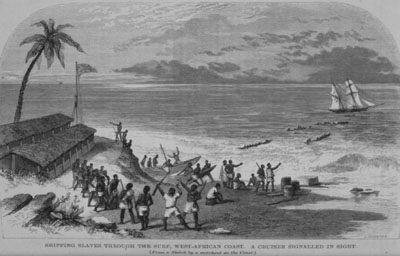 SHIPPING SLAVES THROUGH THE SURF, WEST-AFRICAN COAST. A CRUISER SIGNALLED IN SIGHT.
(From a Sketch by a merchant on the Coast.)